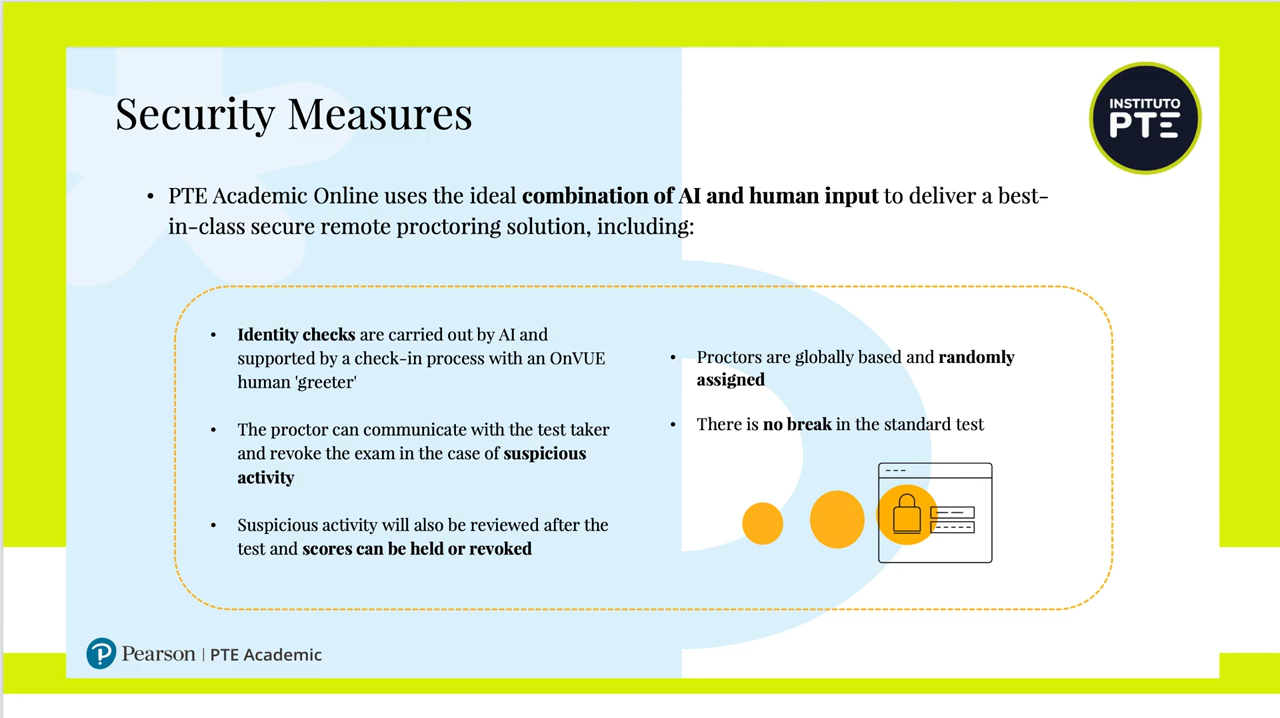 Security Measures
INSTITUTO
PTE
• PTE Academic Online uses the ideal combination of AI and human input to deliver a best-
in-class secure remote proctoring solution, including:
• Identity checks are carried out by AI and
supported by a check-in process with an OnVUE
human 'greeter'
• The proctor can communicate with the test taker
and revoke the exam in the case of suspicious
activity
• Suspicious activity will also be reviewed after the
test and scores can be held or revoked
• Proctors are globally based and randomly
assigned
• There is no break in the standard test
Pearson | PTE Academic